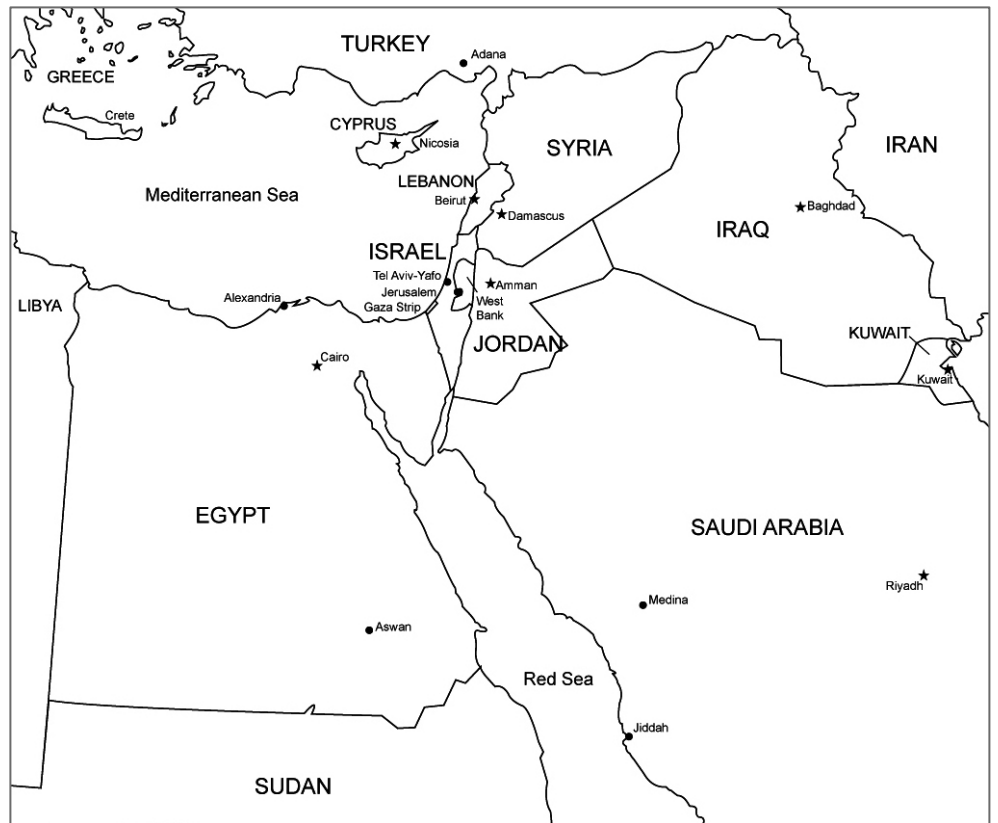 TURKEY
Adana
GREECE
Crete
CYPRUS
Nicosia
SYRIA
IRAN
LEBANON
Mediterranean Sea
Beirut
Damascus
Baghdad
IRAQ
ISRAEL
Tel Aviv-Yafo
Jerusalem
Gaza Strip
Amman
West
Bank
Alexandria
LIBYA
JORDAN
KUWAIT
Kuwait
Cairo
EGYPT
SAUDI ARABIA
Riyadh
Medina
Aswan
Red Sea
Jiddah
SUDAN